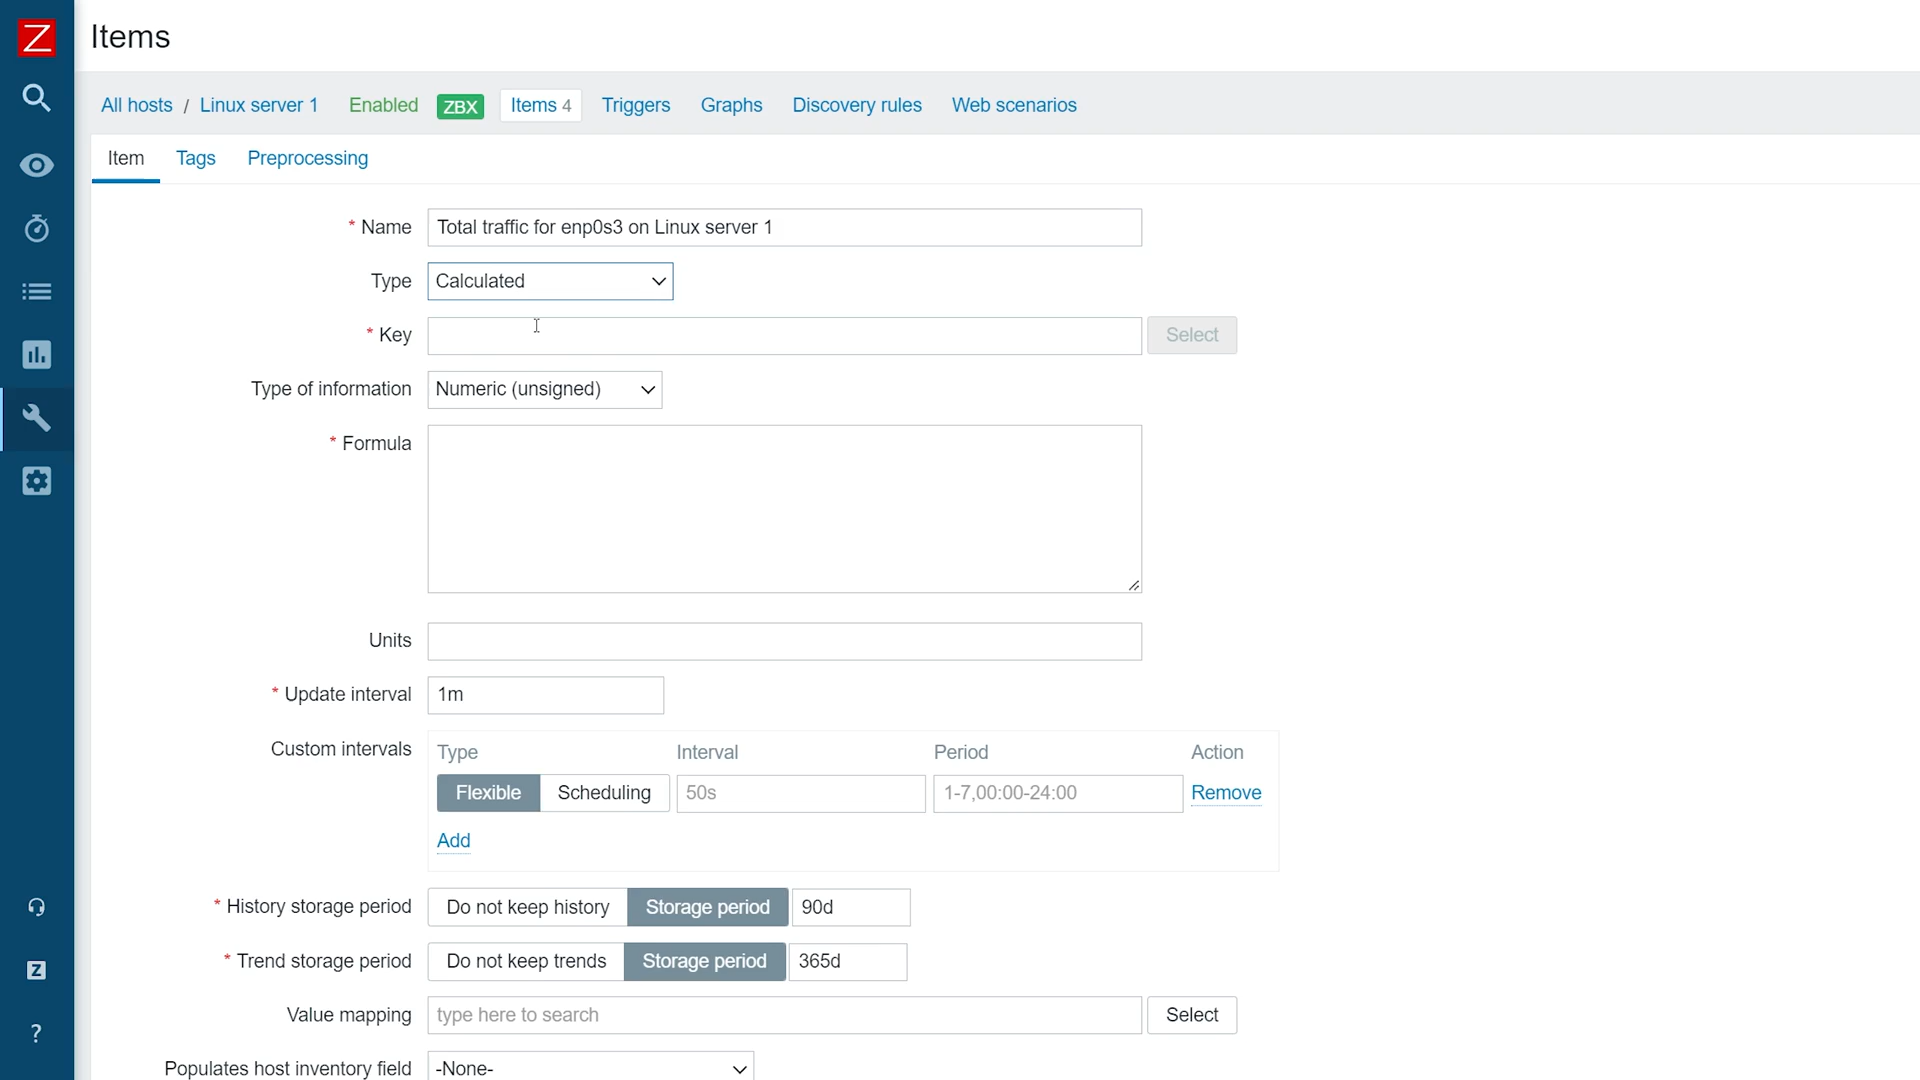 Z
Items
All hosts / Linux server 1 Enabled ZBX Items 4 Triggers Graphs Discovery rules Web scenarios
Item Tags Preprocessing
* Name Total traffic for enp0s3 on Linux server 1
Type Calculated
* Key Select
Type of information Numeric (unsigned)
* Formula
Units
* Update interval 1m
Custom intervals Type Interval Period Action
Flexible Scheduling 50s 1-7,00:00-24:00 Remove
Add
* History storage period Do not keep history Storage period 90d
* Trend storage period Do not keep trends Storage period 365d
Z
Value mapping type here to search Select
?
Populates host inventory field -None-